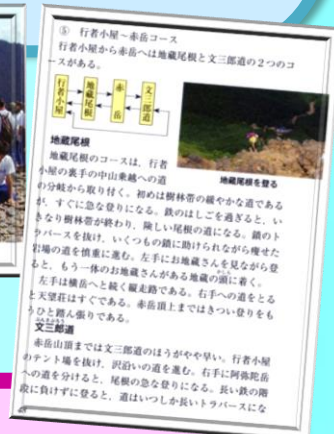 ⑤ 行者小屋～赤岳コース
行者小屋から赤岳へは地蔵尾根と文三郎道の2つのコ
ースがある。
行者小屋
地蔵尾根
赤岳
文三郎道
地蔵尾根
地蔵尾根を登る
地蔵尾根のコースは、行者
小屋の裏手の中山乗越への道
の分岐から取り付く。初めは樹林帯の緩やかな道である
が、すぐに急な登りになる。鉄のはしご過ぎると、い
きなり樹林帯が終わり、険しい尾根の道になる。鎖のト
ラバースを抜け、いくつもの鎖に助けられながら痩せた
岩場の道を慎重に進む。左手にお地蔵さんを見ながら登
ると、もう一体のお地蔵さんがある地蔵の頭に着く。
左手は横岳へと続く縦走路である。右手への道をとる
と天望荘はすぐである。赤岳頂上まではきつい登りをも
うひと踏ん張りである。
文三郎道
赤岳山頂までは文三郎道のほうがやや早い。行者小屋
のテント場を抜け、沢沿いの道を進む。右手に阿弥陀岳
への道を分けると、尾根の急な登りになる。長い鉄の階
段に負けずに登ると、道はいつしか長いトラバースにな